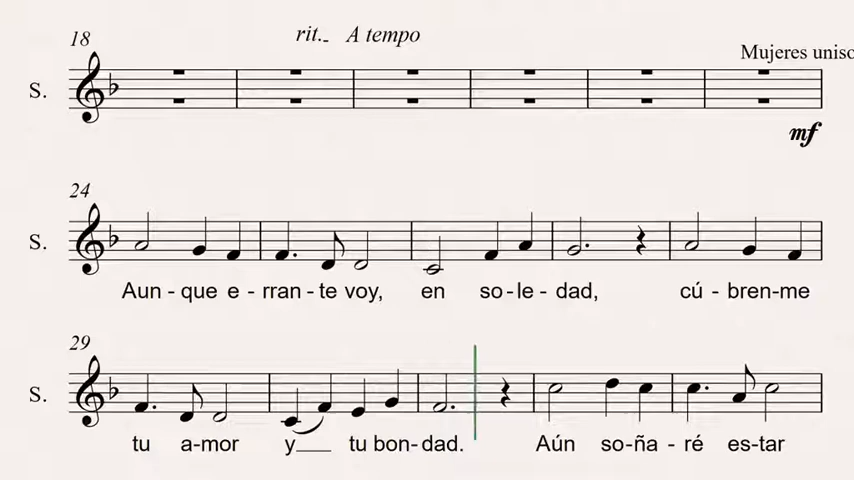 18
rit. A tempo
Mujeres uniso
S.
mf
24
S.
Aun - que e - rran - te voy, en so - le - dad, cú - bren - me
29
S.
tu a - mor y___ tu bon - dad. Aún so - ña - ré es - tar